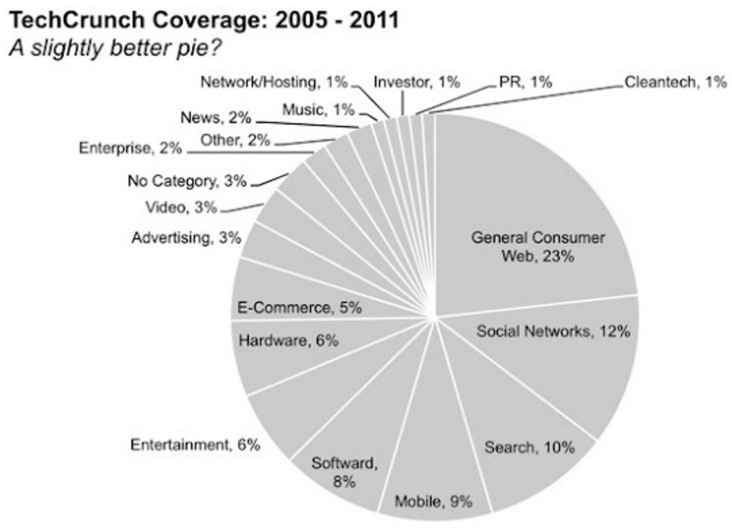 TechCrunch Coverage: 2005 - 2011
A slightly better pie?
Network/Hosting, 1%
Investor, 1%
PR, 1%
Cleantech, 1%
Music, 1%
News, 2%
Other, 2%
Enterprise, 2%
No Category, 3%
Video, 3%
Advertising, 3%
General Consumer
Web, 23%
E-Commerce, 5%
Social Networks, 12%
Hardware, 6%
Entertainment, 6%
Search, 10%
Softward,
8%
Mobile, 9%